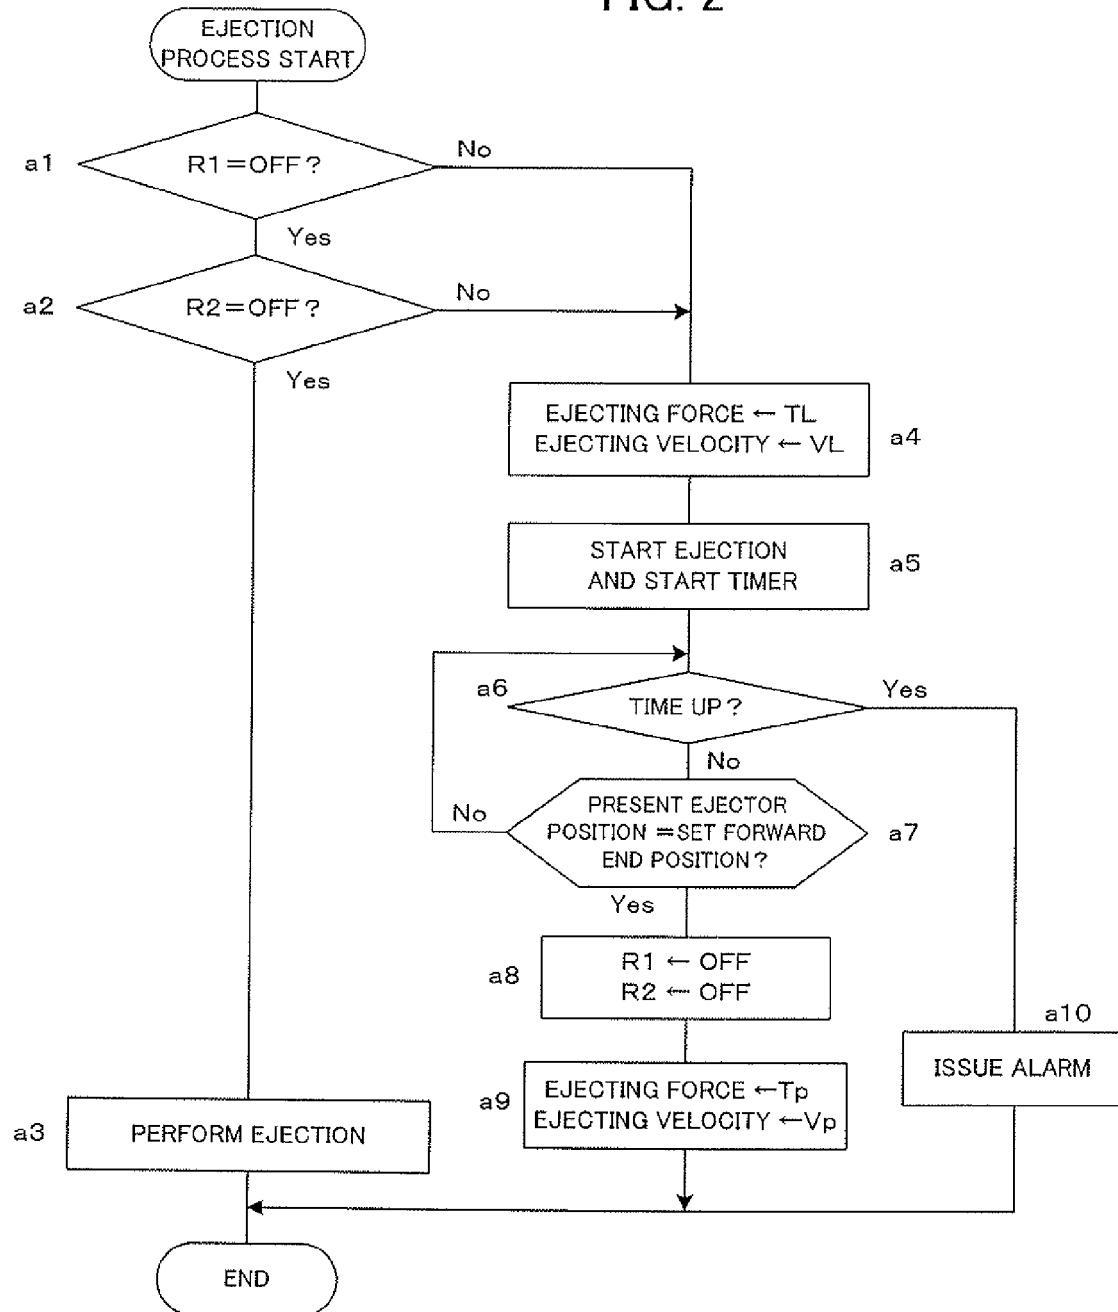 FIG. 2
EJECTION
PROCESS START
a1
R1=OFF?
No
Yes
a2
R2=OFF?
No
Yes
EJECTING FORCE ← TL
EJECTING VELOCITY ← VL
a4
START EJECTION
AND START TIMER
a5
a6
TIME UP?
Yes
No
PRESENT EJECTOR
POSITION =SET FORWARD
END POSITION?
a7
No
Yes
a8
R1 ← OFF
R2 ← OFF
a10
ISSUE ALARM
a9
EJECTING FORCE ←Tp
EJECTING VELOCITY ←Vp
a3
PERFORM EJECTION
END